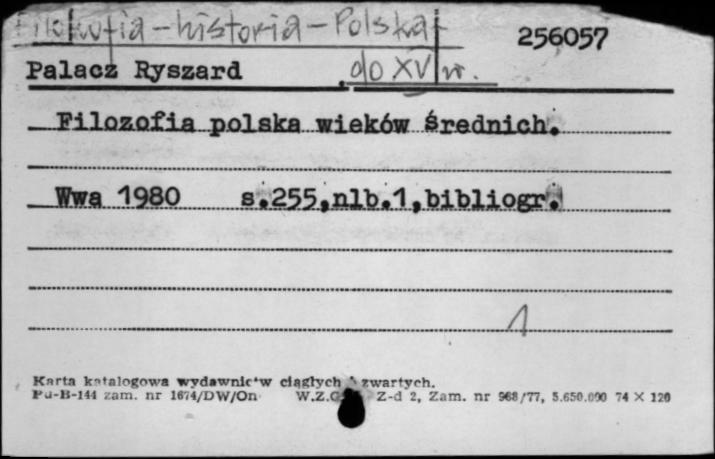 Filozofia - historia - Polska
256057
Palacz Ryszard
do XV w.
Filozofia polska wieków średnich.
Wwa 1980 s.255,nlb.1,bibliogr.
1
Karta katalogowa wydawnictw ciągłych i zwartych.
Pu-B-144 zam. nr 1674/DW/On W.Z.G. Z-d 2, Zam. nr 968/77, 5.650.000 74 × 120